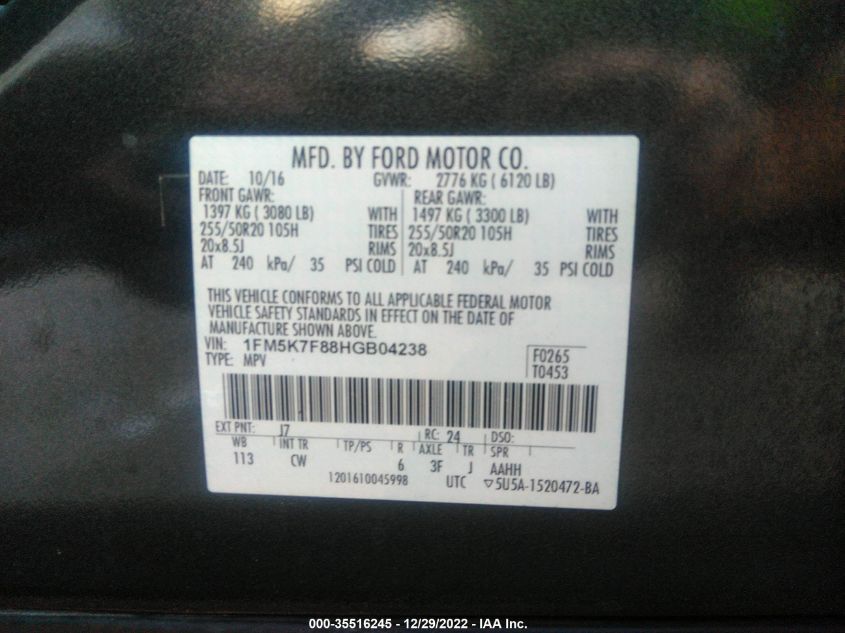 MFD. BY FORD MOTOR CO.
DATE: 10/16 GVWR: 2776 KG ( 6120 LB)
FRONT GAWR: REAR GAWR:
1397 KG ( 3080 LB) WITH 1497 KG ( 3300 LB) WITH
255/50R20 105H TIRES 255/50R20 105H TIRES
20x8.5J RIMS 20x8.5J RIMS
AT 240 kPa/ 35 PSI COLD AT 240 kPa/ 35 PSI COLD
THIS VEHICLE CONFORMS TO ALL APPLICABLE FEDERAL MOTOR
VEHICLE SAFETY STANDARDS IN EFFECT ON THE DATE OF
MANUFACTURE SHOWN ABOVE.
VIN: 1FM5K7F88HGB04238 F0265
TYPE: MPV T0453
EXT PNT: J7 RC: 24 DSO:
WB INT TR TP/PS R AXLE TR SPR
113 CW 6 3F J AAHH
1201610045998 UTC ▽5U5A-1520472-BA
000-35516245 - 12/29/2022 - IAA Inc.